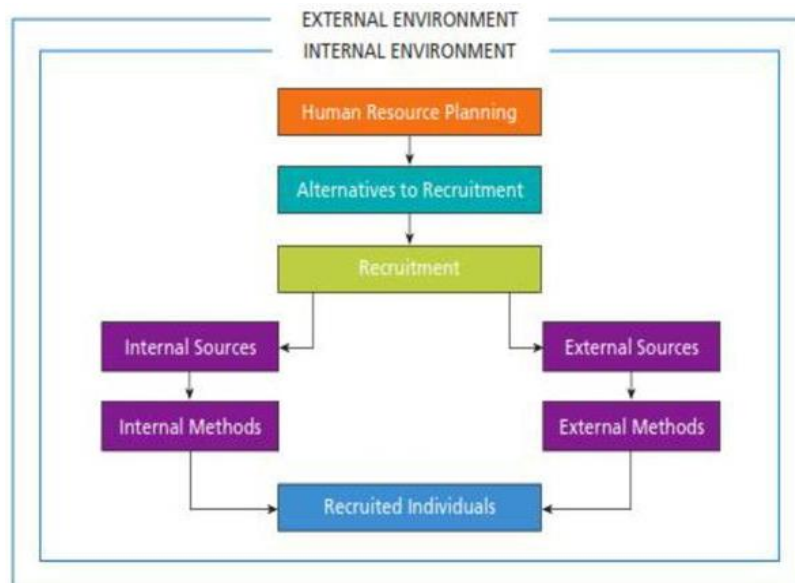 EXTERNAL ENVIRONMENT
INTERNAL ENVIRONMENT
Human Resource Planning
Alternatives to Recruitment
Recruitment
Internal Sources
External Sources
Internal Methods
External Methods
Recruited Individuals